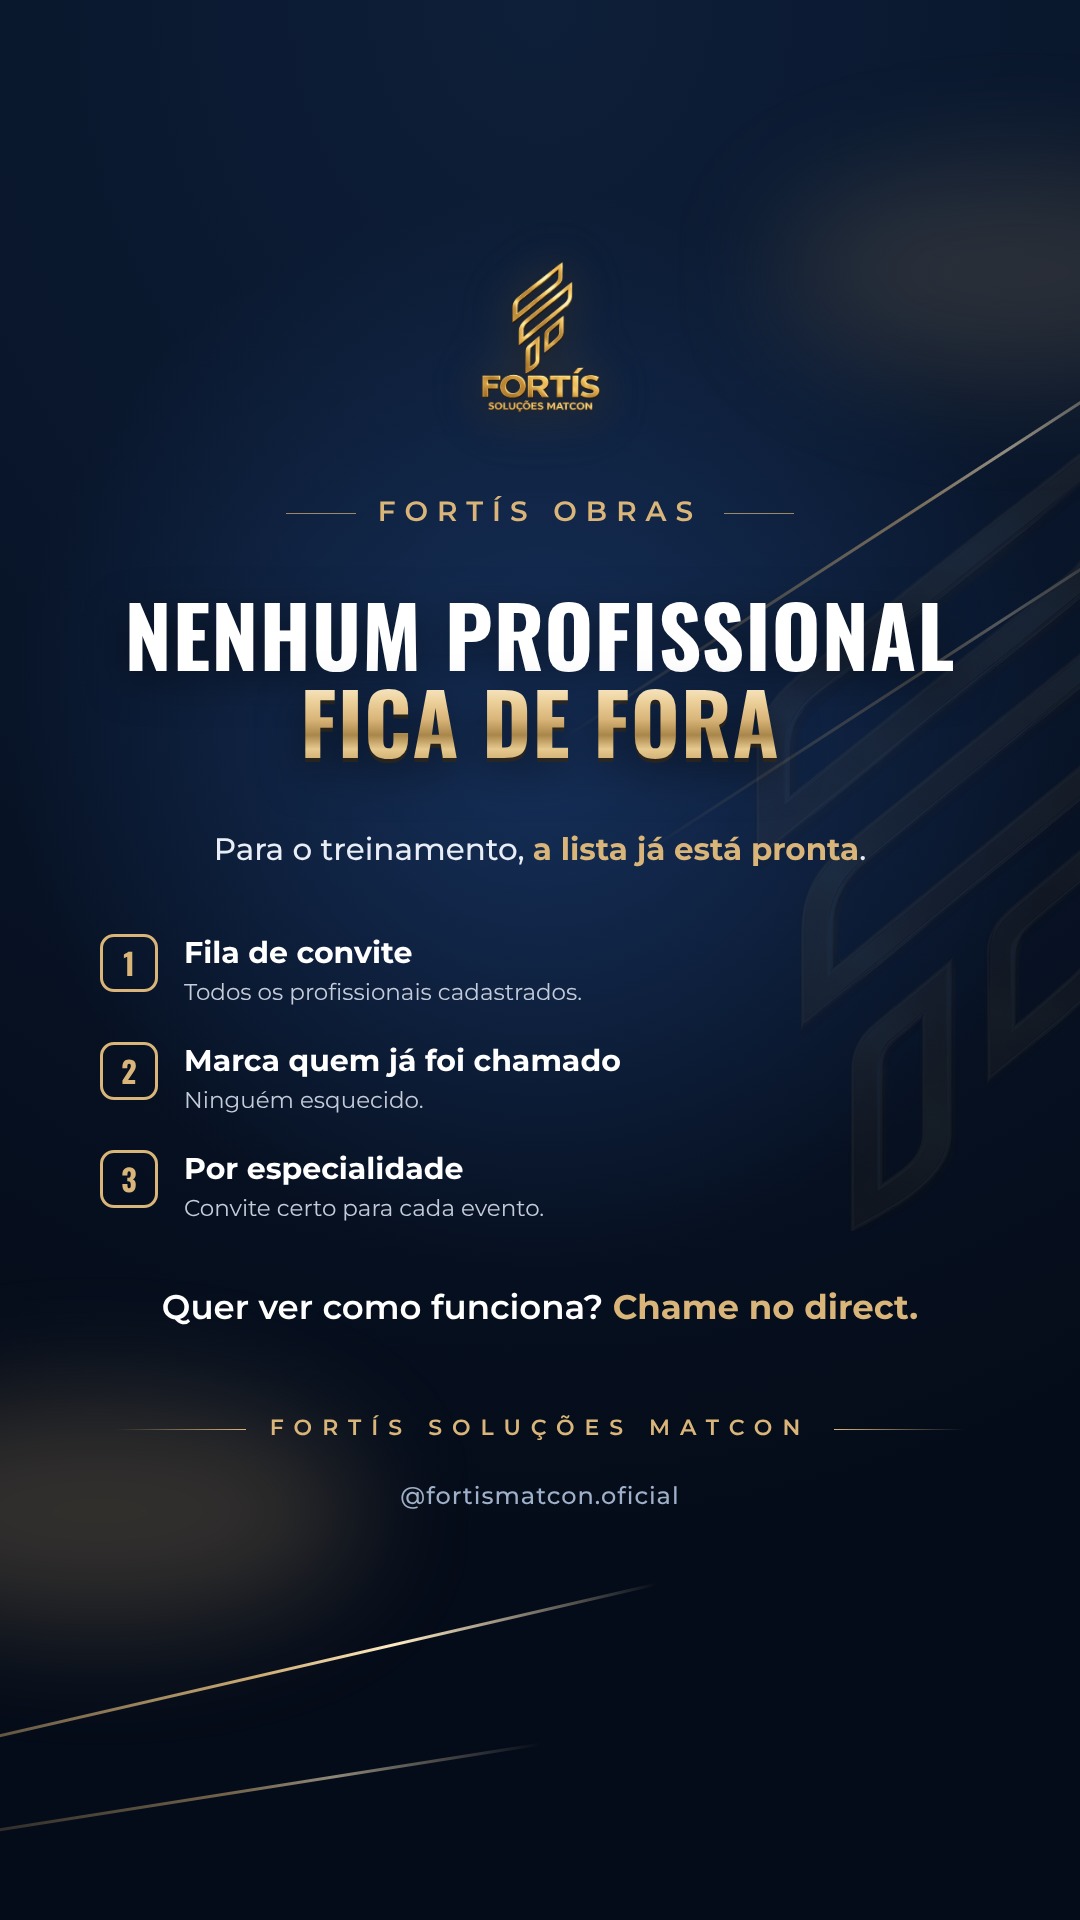 FORTÍS
SOLUÇÕES MATCON
FORTÍS OBRAS
NENHUM PROFISSIONAL
FICA DE FORA
Para o treinamento, a lista já está pronta.
1
Fila de convite
Todos os profissionais cadastrados.
2
Marca quem já foi chamado
Ninguém esquecido.
3
Por especialidade
Convite certo para cada evento.
Quer ver como funciona? Chame no direct.
FORTÍS SOLUÇÕES MATCON
@fortismatcon.oficial